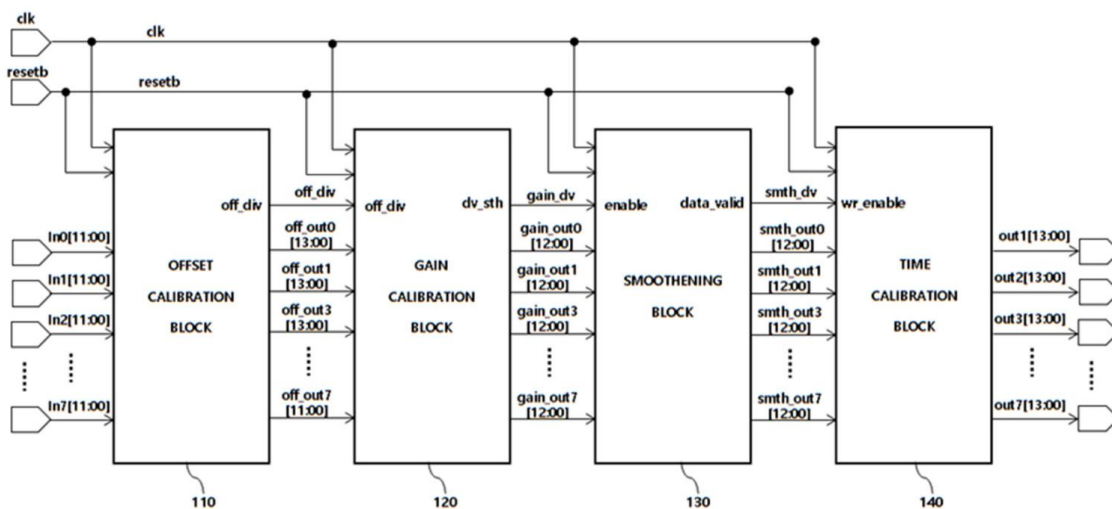 clk
clk
resetb
resetb
off_div
off_div
off_div
dv_sth
gain_dv
enable
data_valid
smth_dv
wr_enable
In0[11:00]
In1[11:00]
In2[11:00]
In7[11:00]
OFFSET
CALIBRATION
BLOCK
off_out0
[13:00]
off_out1
[13:00]
off_out3
[13:00]
off_out7
[11:00]
GAIN
CALIBRATION
BLOCK
gain_out0
[12:00]
gain_out1
[12:00]
gain_out3
[12:00]
gain_out7
[12:00]
SMOOTHENING
BLOCK
smth_out0
[12:00]
smth_out1
[12:00]
smth_out3
[12:00]
smth_out7
[12:00]
TIME
CALIBRATION
BLOCK
out1[13:00]
out2[13:00]
out3[13:00]
out7[13:00]
110
120
130
140